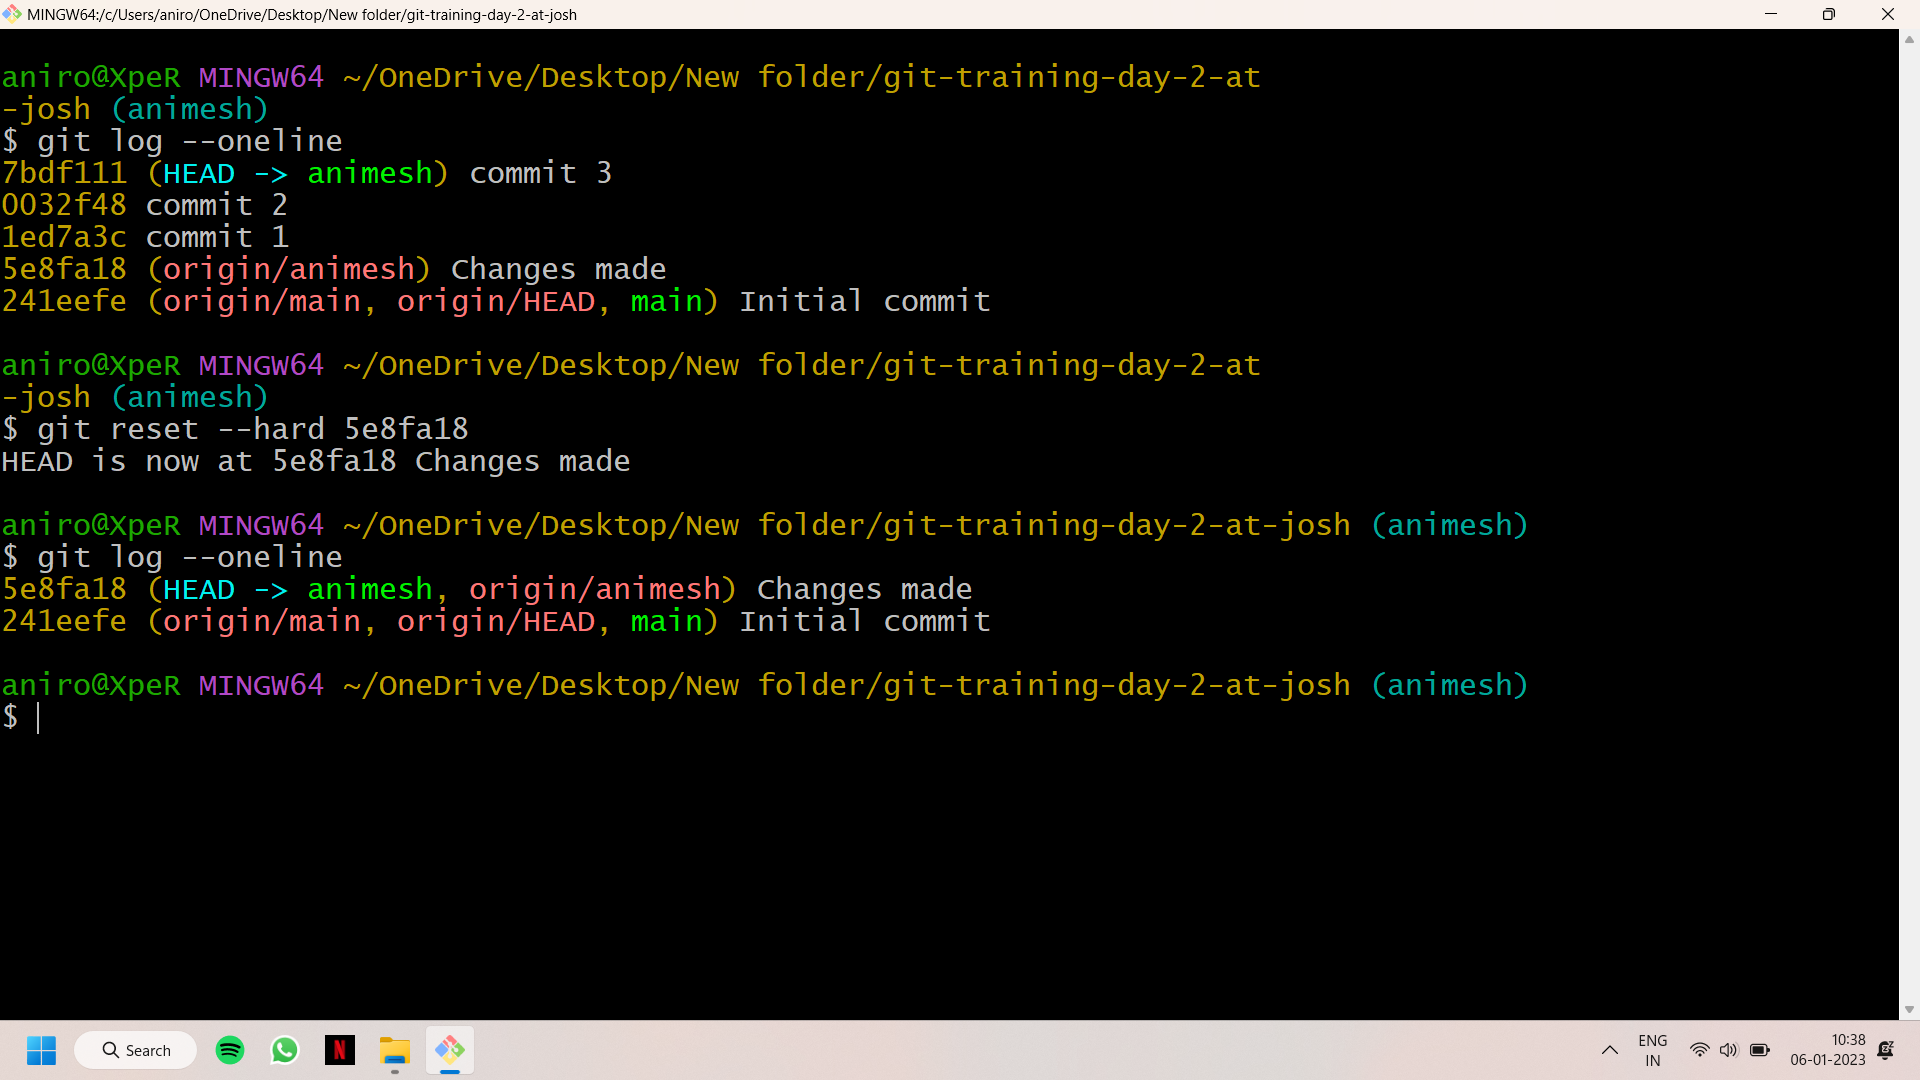 MINGW64:/c/Users/aniro/OneDrive/Desktop/New folder/git-training-day-2-at-josh
aniro@XpeR MINGW64 ~/OneDrive/Desktop/New folder/git-training-day-2-at
-josh (animesh)
$ git log --oneline
7bdf111 (HEAD -> animesh) commit 3
0032f48 commit 2
1ed7a3c commit 1
5e8fa18 (origin/animesh) Changes made
241eefe (origin/main, origin/HEAD, main) Initial commit
aniro@XpeR MINGW64 ~/OneDrive/Desktop/New folder/git-training-day-2-at
-josh (animesh)
$ git reset --hard 5e8fa18
HEAD is now at 5e8fa18 Changes made
aniro@XpeR MINGW64 ~/OneDrive/Desktop/New folder/git-training-day-2-at-josh (animesh)
$ git log --oneline
5e8fa18 (HEAD -> animesh, origin/animesh) Changes made
241eefe (origin/main, origin/HEAD, main) Initial commit
aniro@XpeR MINGW64 ~/OneDrive/Desktop/New folder/git-training-day-2-at-josh (animesh)
$
Search
ENG
IN
10:38
06-01-2023